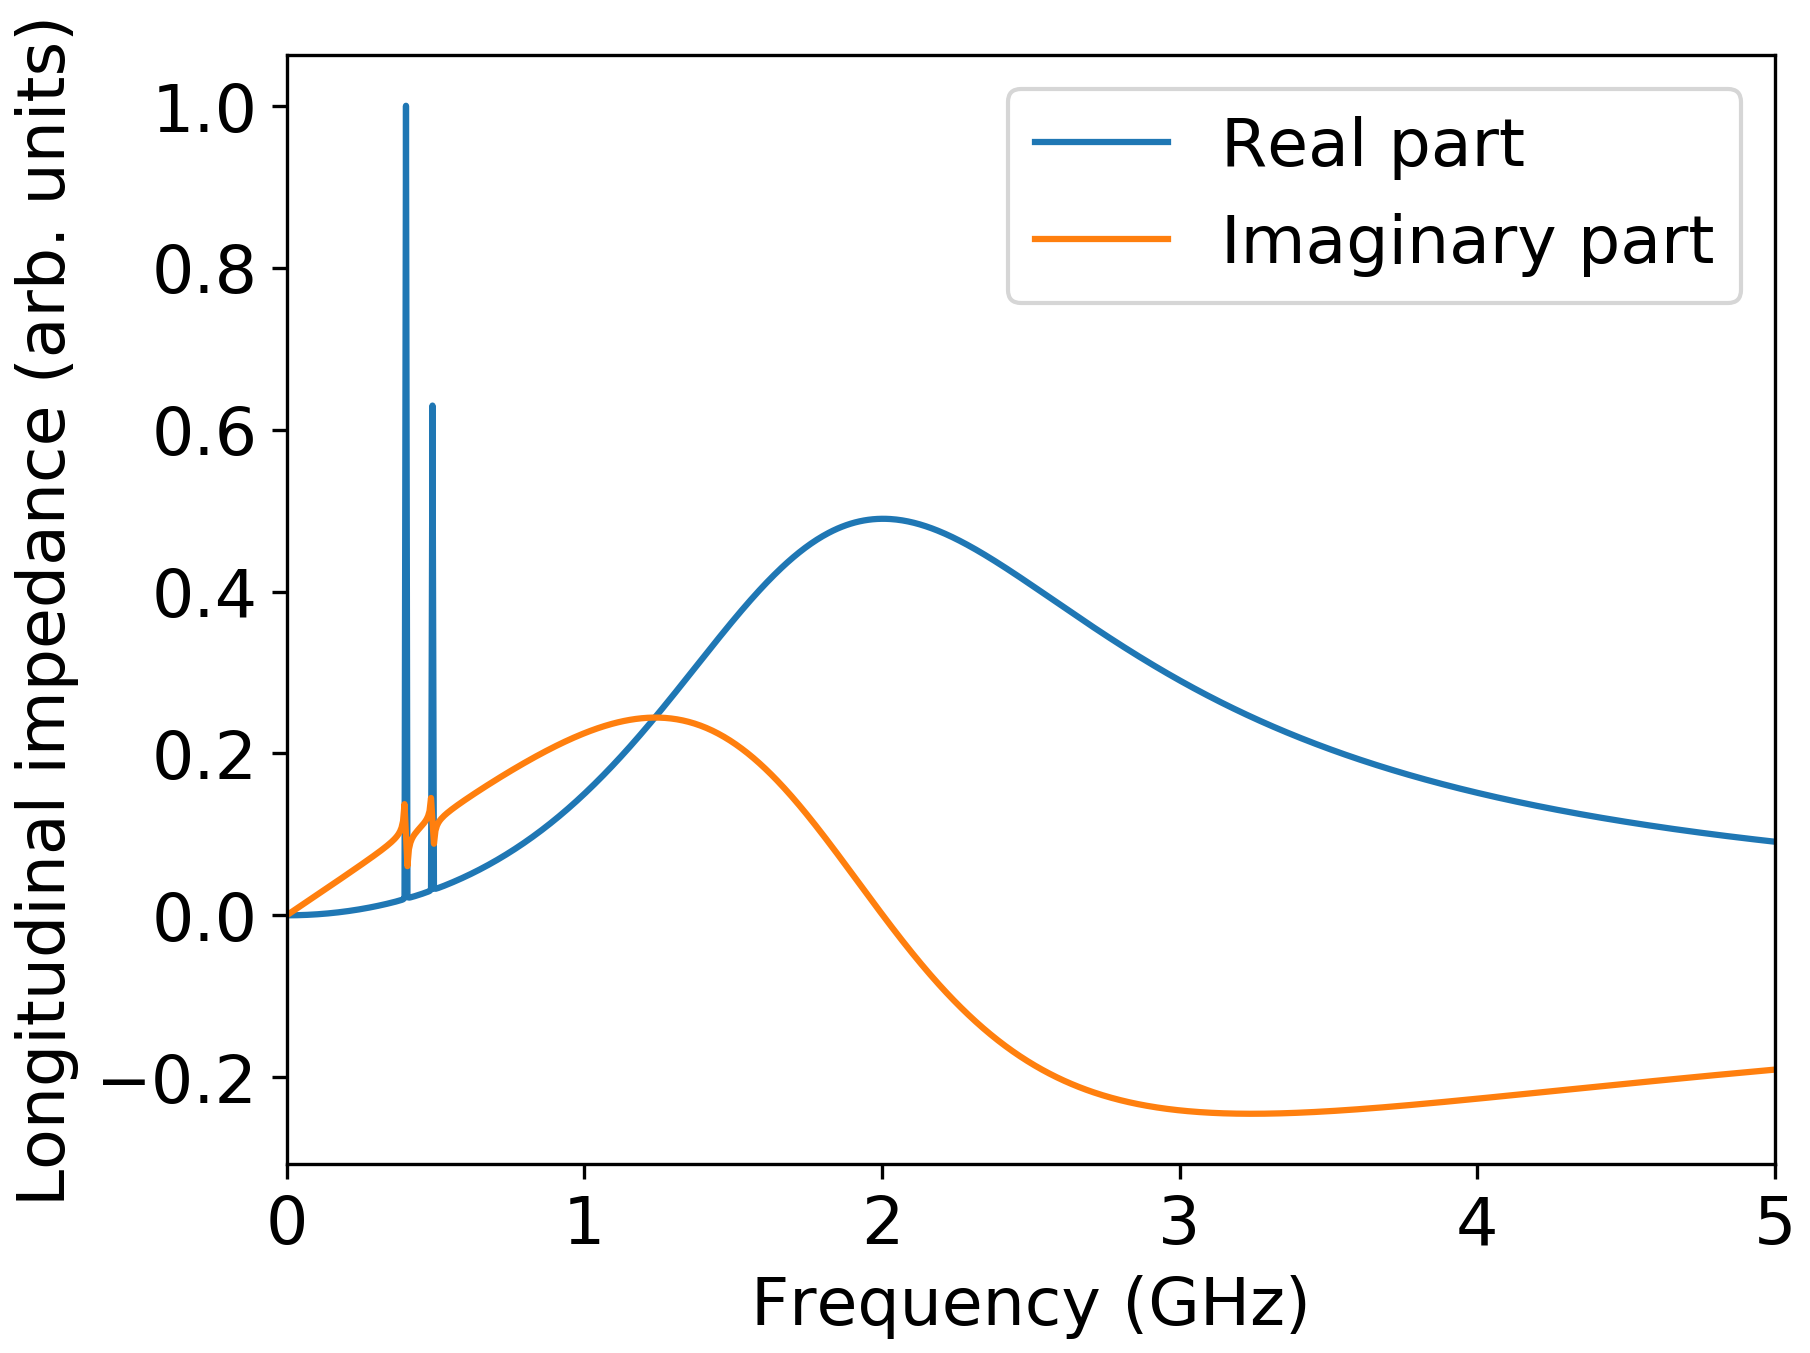 Longitudinal impedance (arb. units)
1.0
0.8
0.6
0.4
0.2
0.0
−0.2
Real part
Imaginary part
0 1 2 3 4 5
Frequency (GHz)